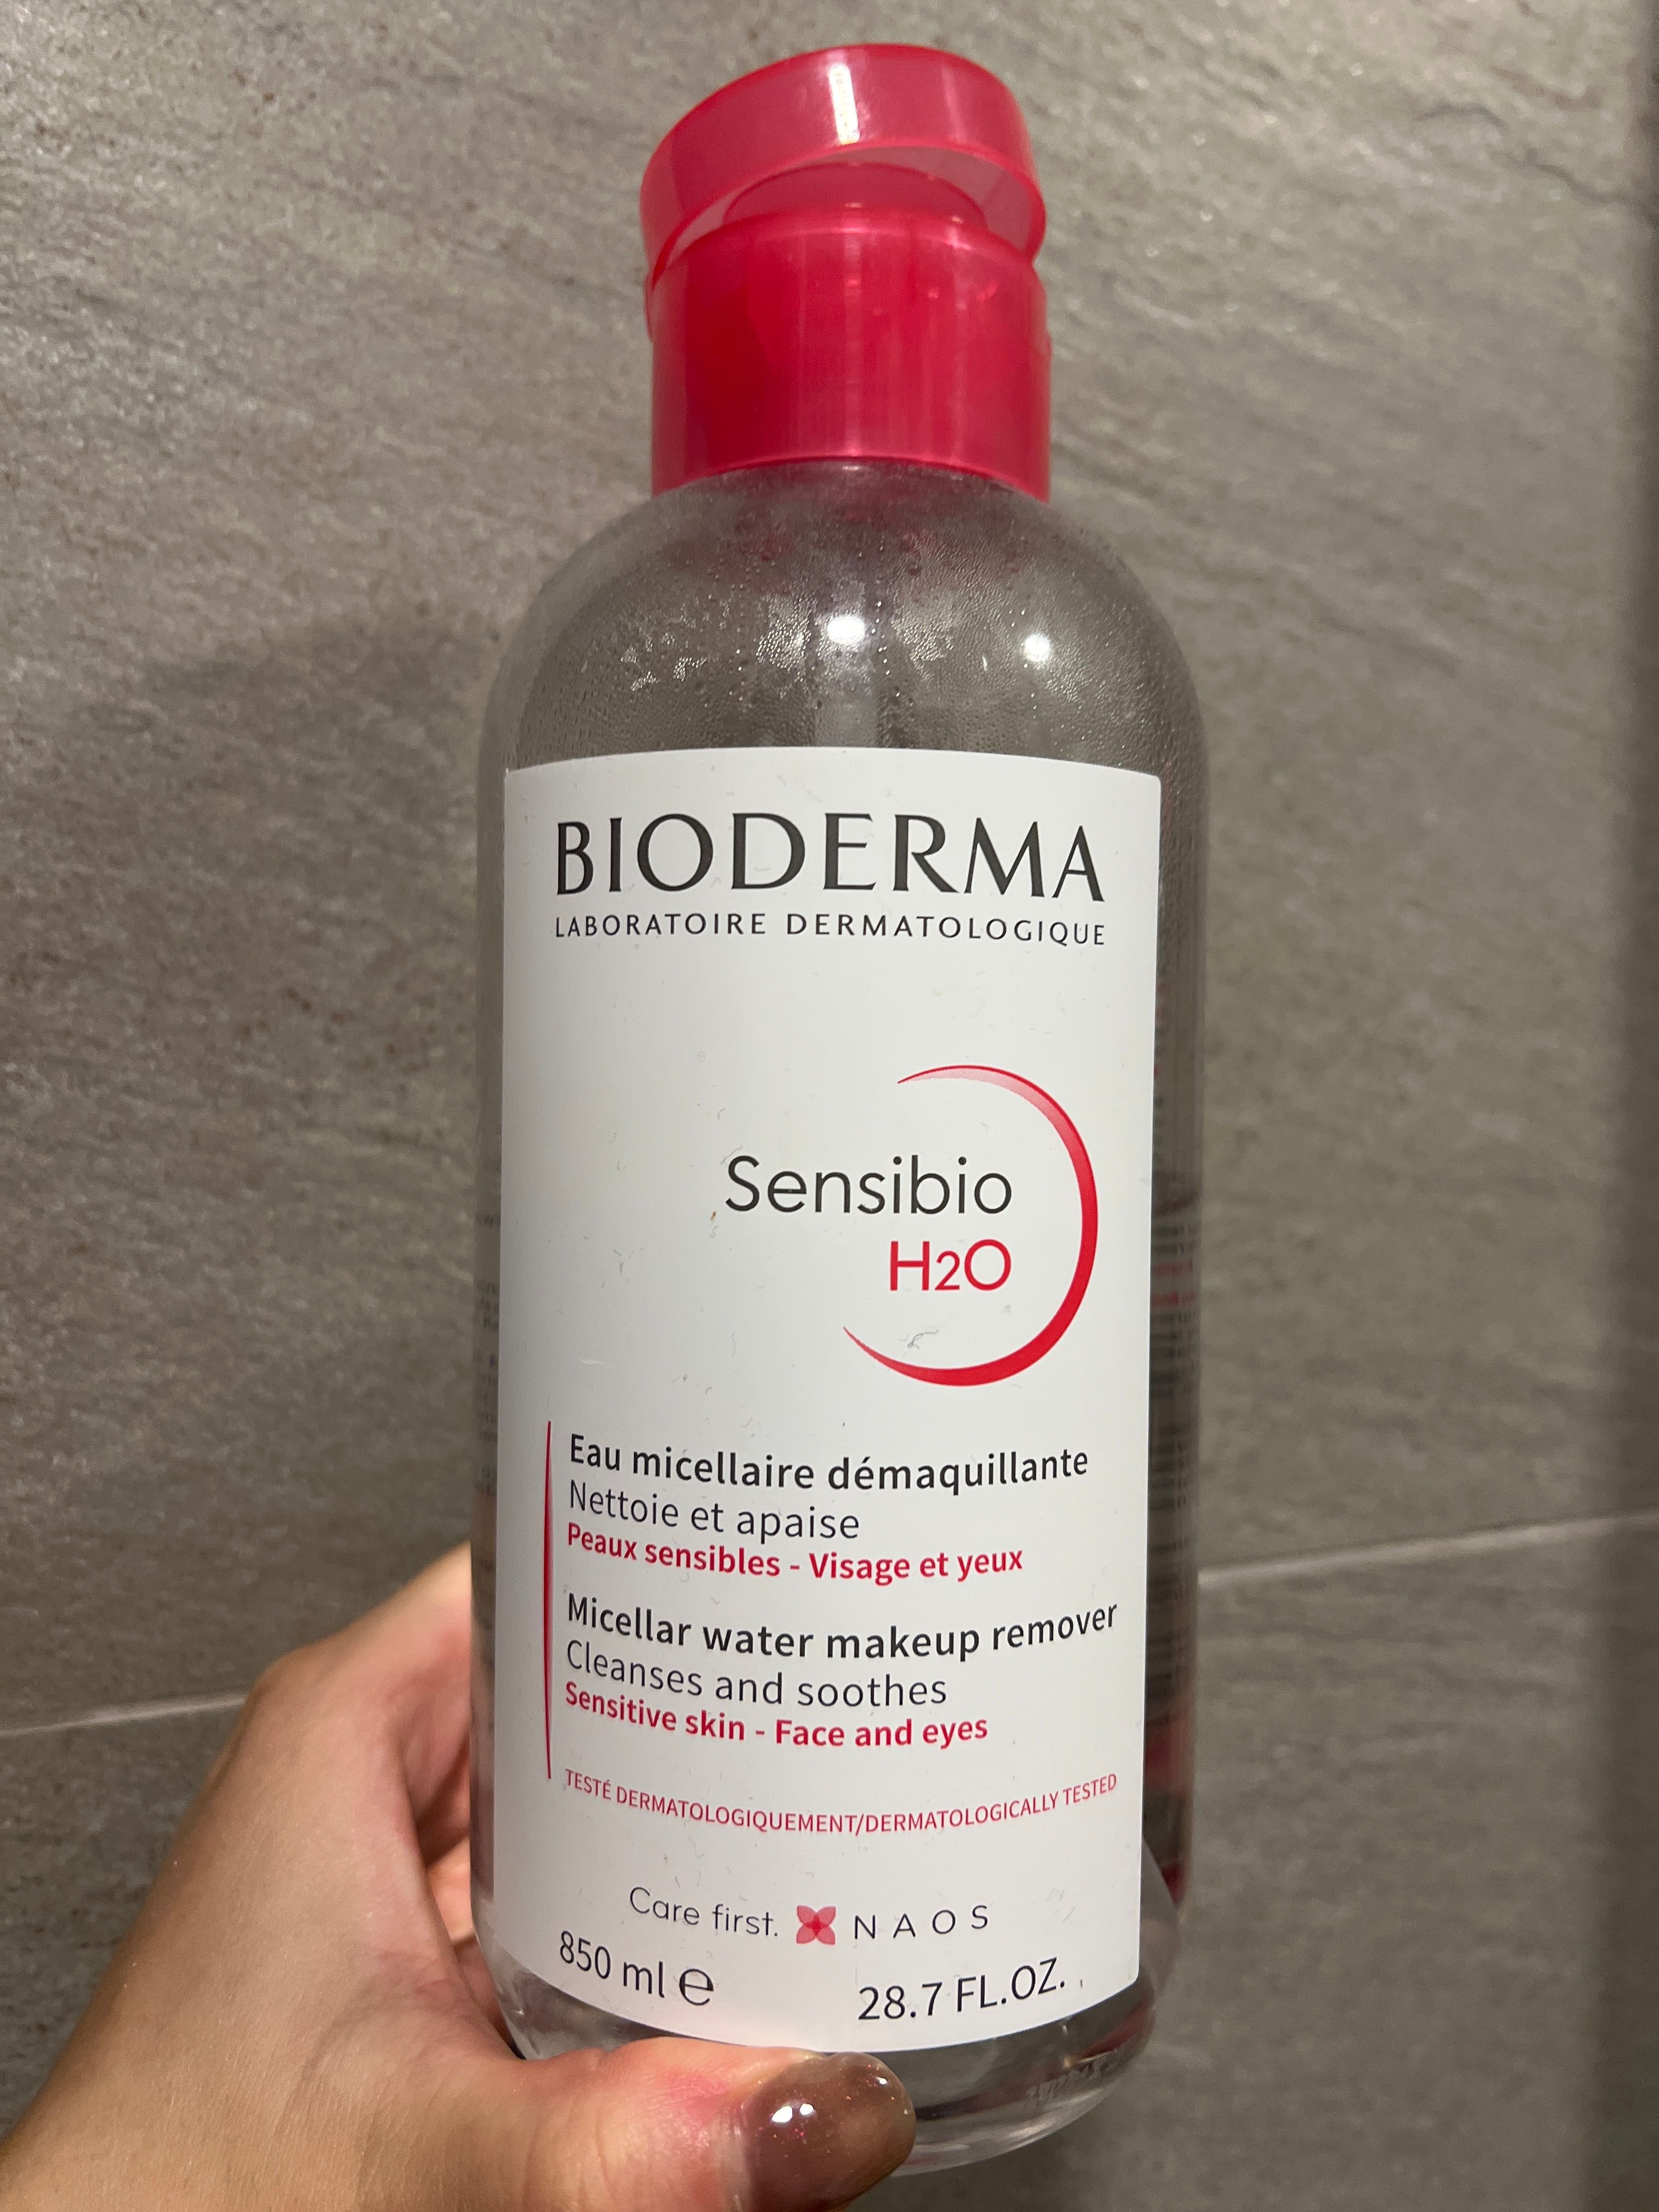 BIODERMA
LABORATOIRE DERMATOLOGIQUE
Sensibio
H2O
Eau micellaire démaquillante
Nettoie et apaise
Peaux sensibles - Visage et yeux
Micellar water makeup remover
Cleanses and soothes
Sensitive skin - Face and eyes
TESTÉ DERMATOLOGIQUEMENT/DERMATOLOGICALLY TESTED
Care first. NAOS
850 ml ℮ 28.7 FL.OZ.